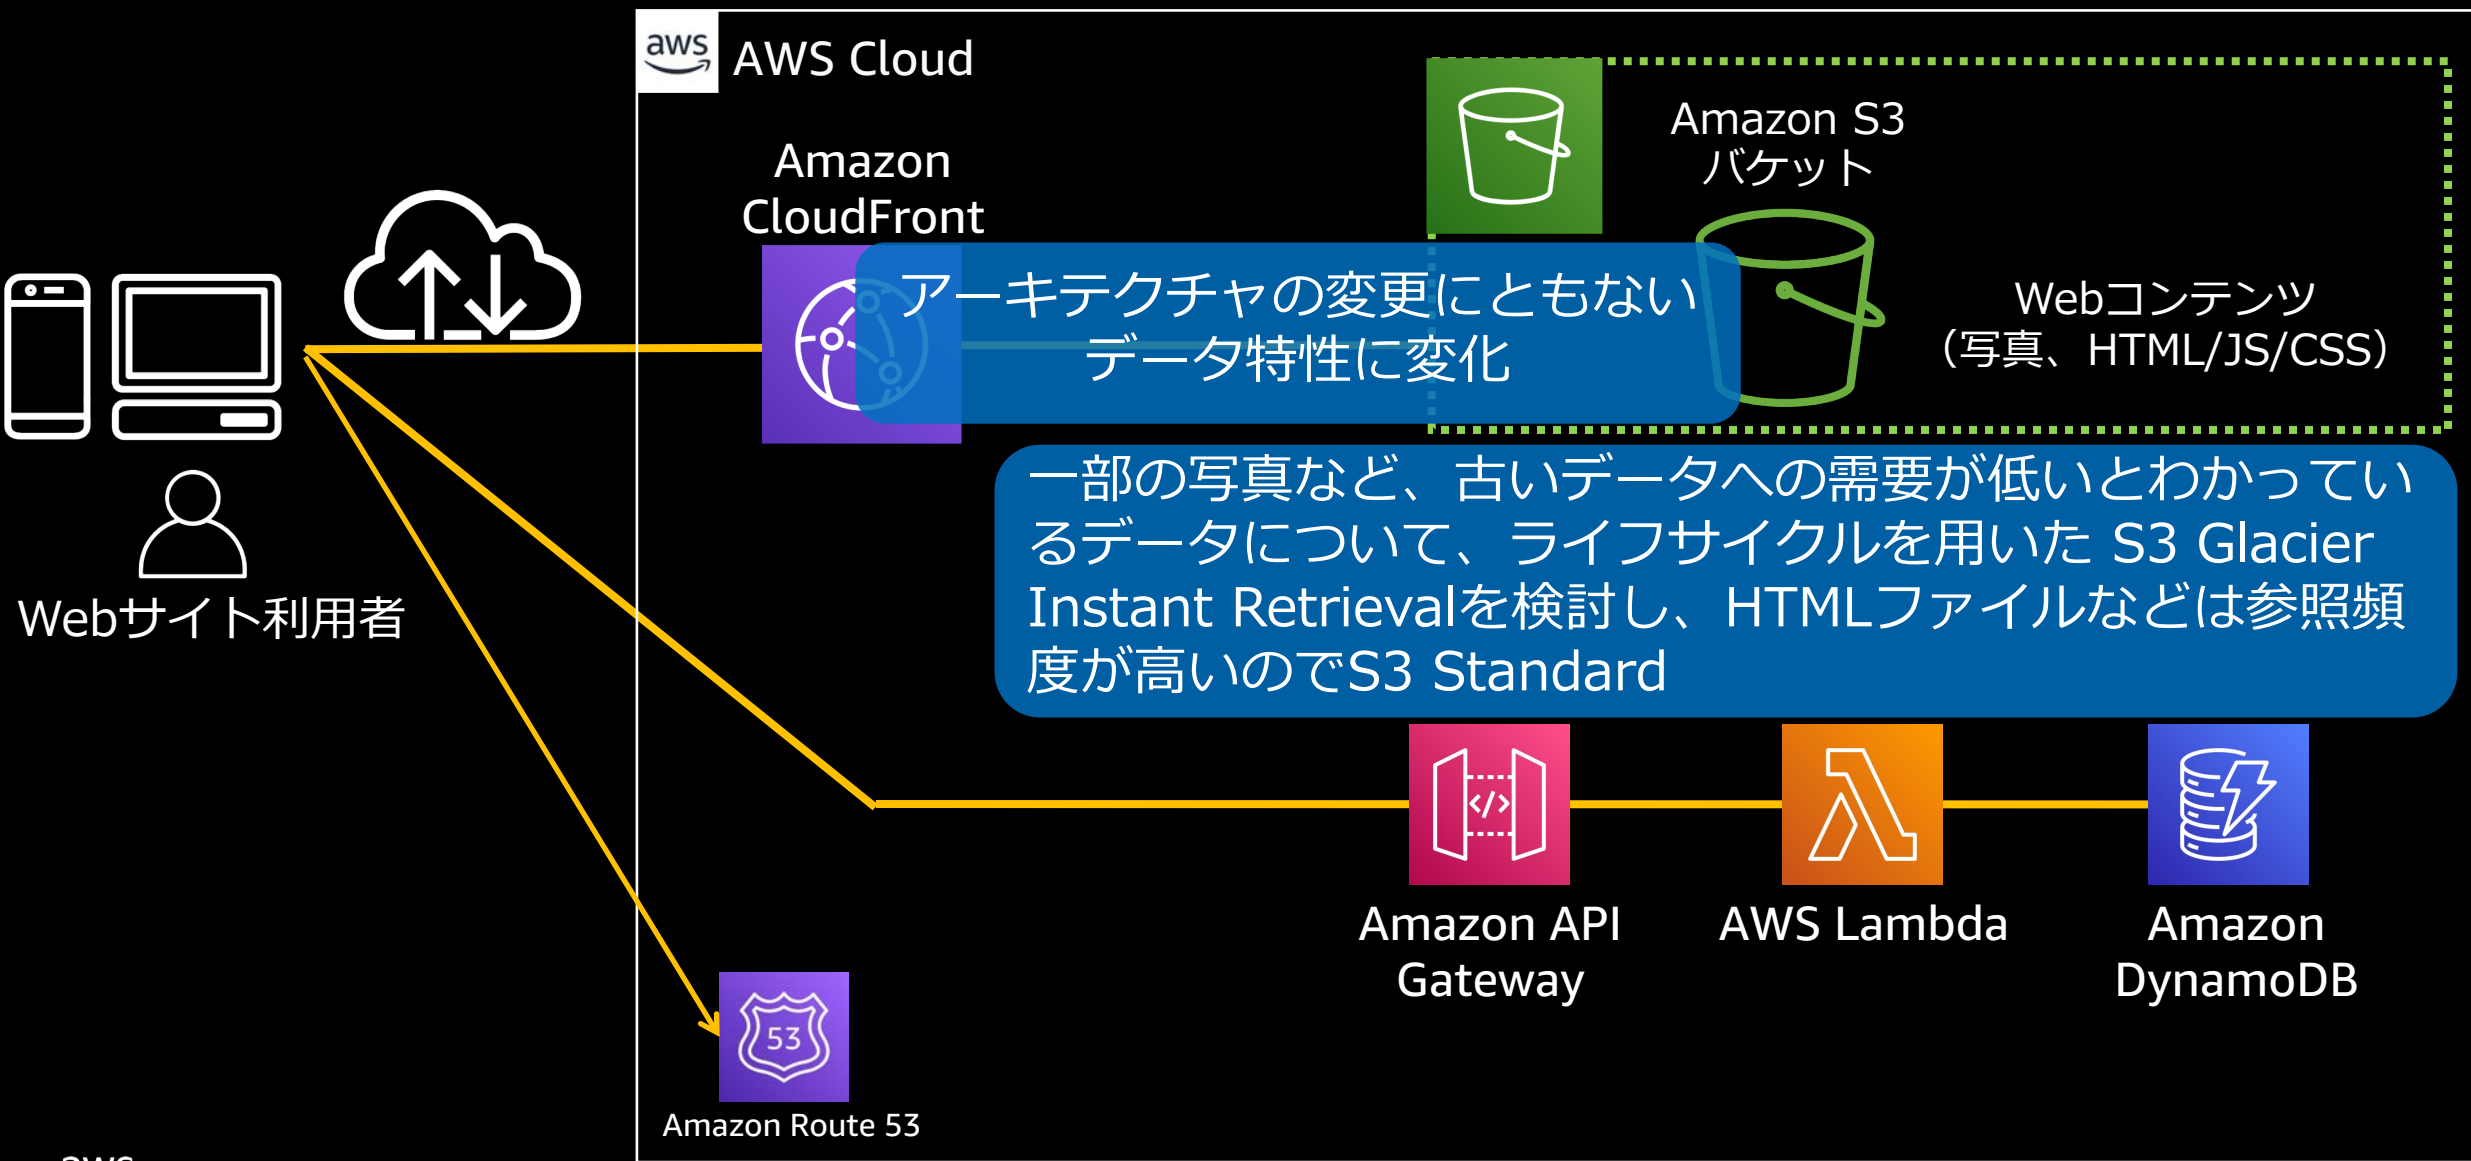 aws
AWS Cloud
Amazon
CloudFront
Amazon S3
バケット
Webコンテンツ
（写真、HTML/JS/CSS）
アーキテクチャの変更にともない
データ特性に変化
一部の写真など、古いデータへの需要が低いとわかってい
るデータについて、ライフサイクルを用いた S3 Glacier
Instant Retrievalを検討し、HTMLファイルなどは参照頻
度が高いのでS3 Standard
Webサイト利用者
</>
Amazon API
Gateway
AWS Lambda
Amazon
DynamoDB
53
Amazon Route 53
aws